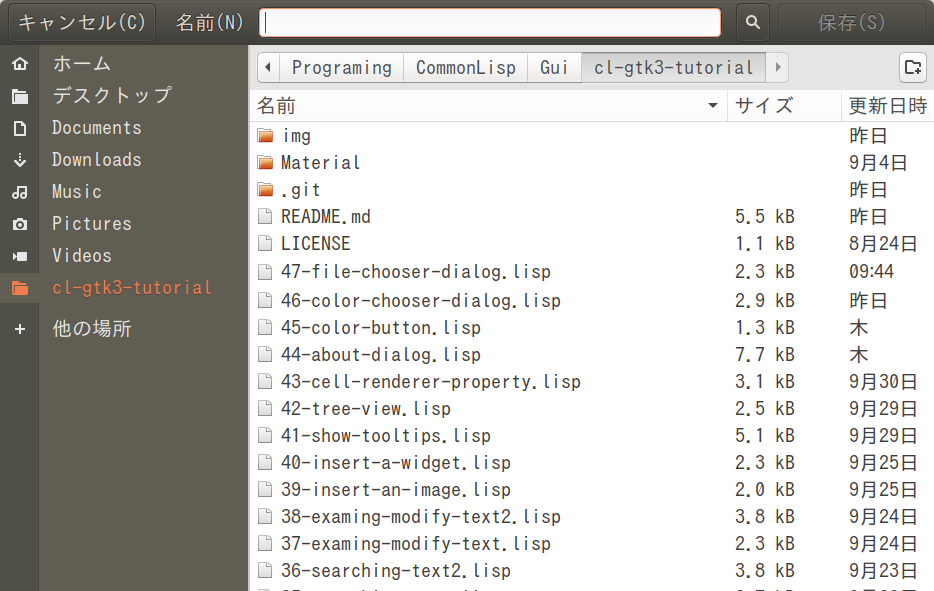 キャンセル(C) 名前(N) 保存(S)
ホーム
デスクトップ
Documents
Downloads
Music
Pictures
Videos
cl-gtk3-tutorial
他の場所
Programing CommonLisp Gui cl-gtk3-tutorial
名前 サイズ 更新日時
img 昨日
Material 9月4日
.git 昨日
README.md 5.5 kB 昨日
LICENSE 1.1 kB 8月24日
47-file-chooser-dialog.lisp 2.3 kB 09:44
46-color-chooser-dialog.lisp 2.9 kB 昨日
45-color-button.lisp 1.3 kB 木
44-about-dialog.lisp 7.7 kB 木
43-cell-renderer-property.lisp 3.1 kB 9月30日
42-tree-view.lisp 2.5 kB 9月29日
41-show-tooltips.lisp 5.1 kB 9月29日
40-insert-a-widget.lisp 2.3 kB 9月25日
39-insert-an-image.lisp 2.0 kB 9月25日
38-examing-modify-text2.lisp 3.8 kB 9月24日
37-examing-modify-text.lisp 2.3 kB 9月24日
36-searching-text2.lisp 3.8 kB 9月23日